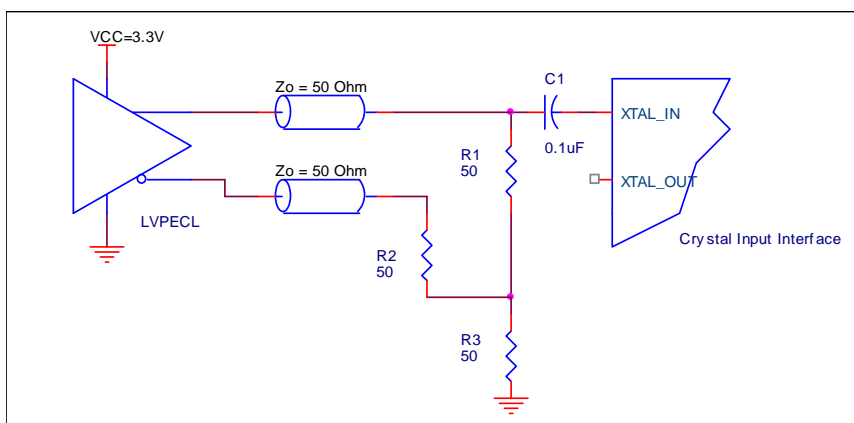 VCC=3.3V
Zo = 50 Ohm
C1
0.1uF
XTAL_IN
R1
50
Zo = 50 Ohm
XTAL_OUT
LVPECL
R2
50
Crystal Input Interface
R3
50